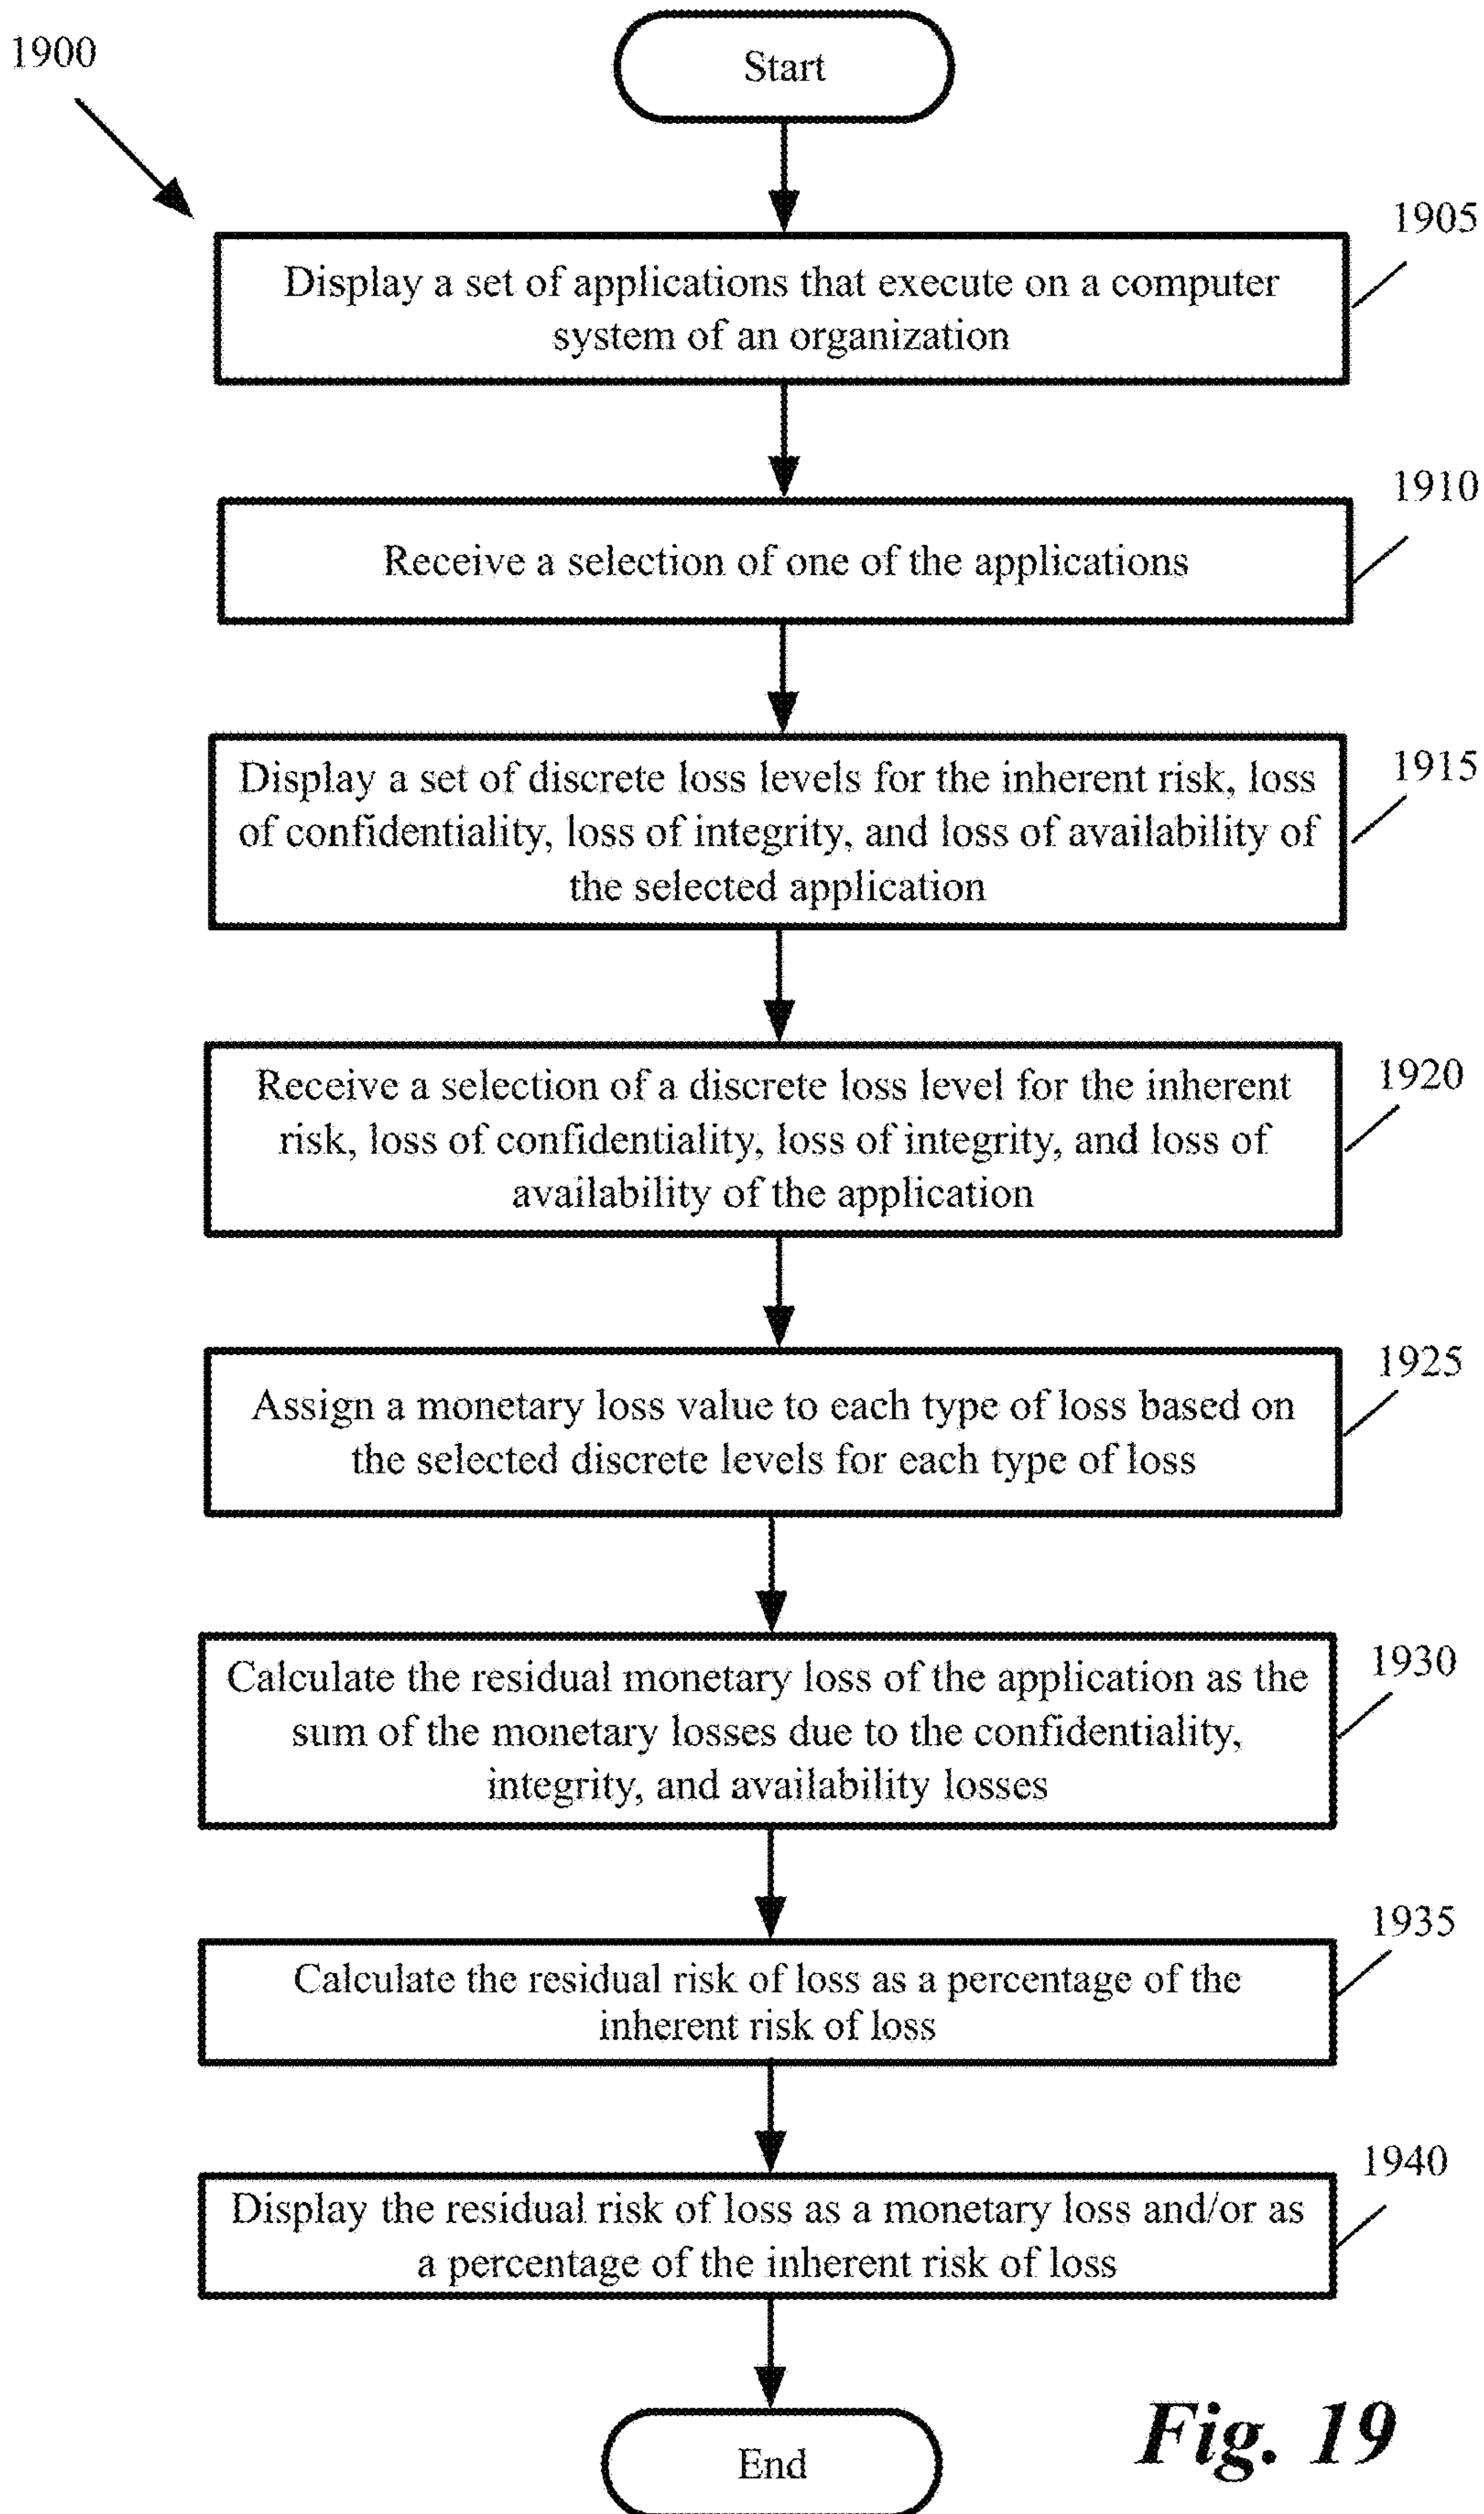 1900
Start
1905
Display a set of applications that execute on a computer
system of an organization
1910
Receive a selection of one of the applications
1915
Display a set of discrete loss levels for the inherent risk, loss
of confidentiality, loss of integrity, and loss of availability of
the selected application
1920
Receive a selection of a discrete loss level for the inherent
risk, loss of confidentiality, loss of integrity, and loss of
availability of the application
1925
Assign a monetary loss value to each type of loss based on
the selected discrete levels for each type of loss
1930
Calculate the residual monetary loss of the application as the
sum of the monetary losses due to the confidentiality,
integrity, and availability losses
1935
Calculate the residual risk of loss as a percentage of the
inherent risk of loss
1940
Display the residual risk of loss as a monetary loss and/or as
a percentage of the inherent risk of loss
End
Fig. 19